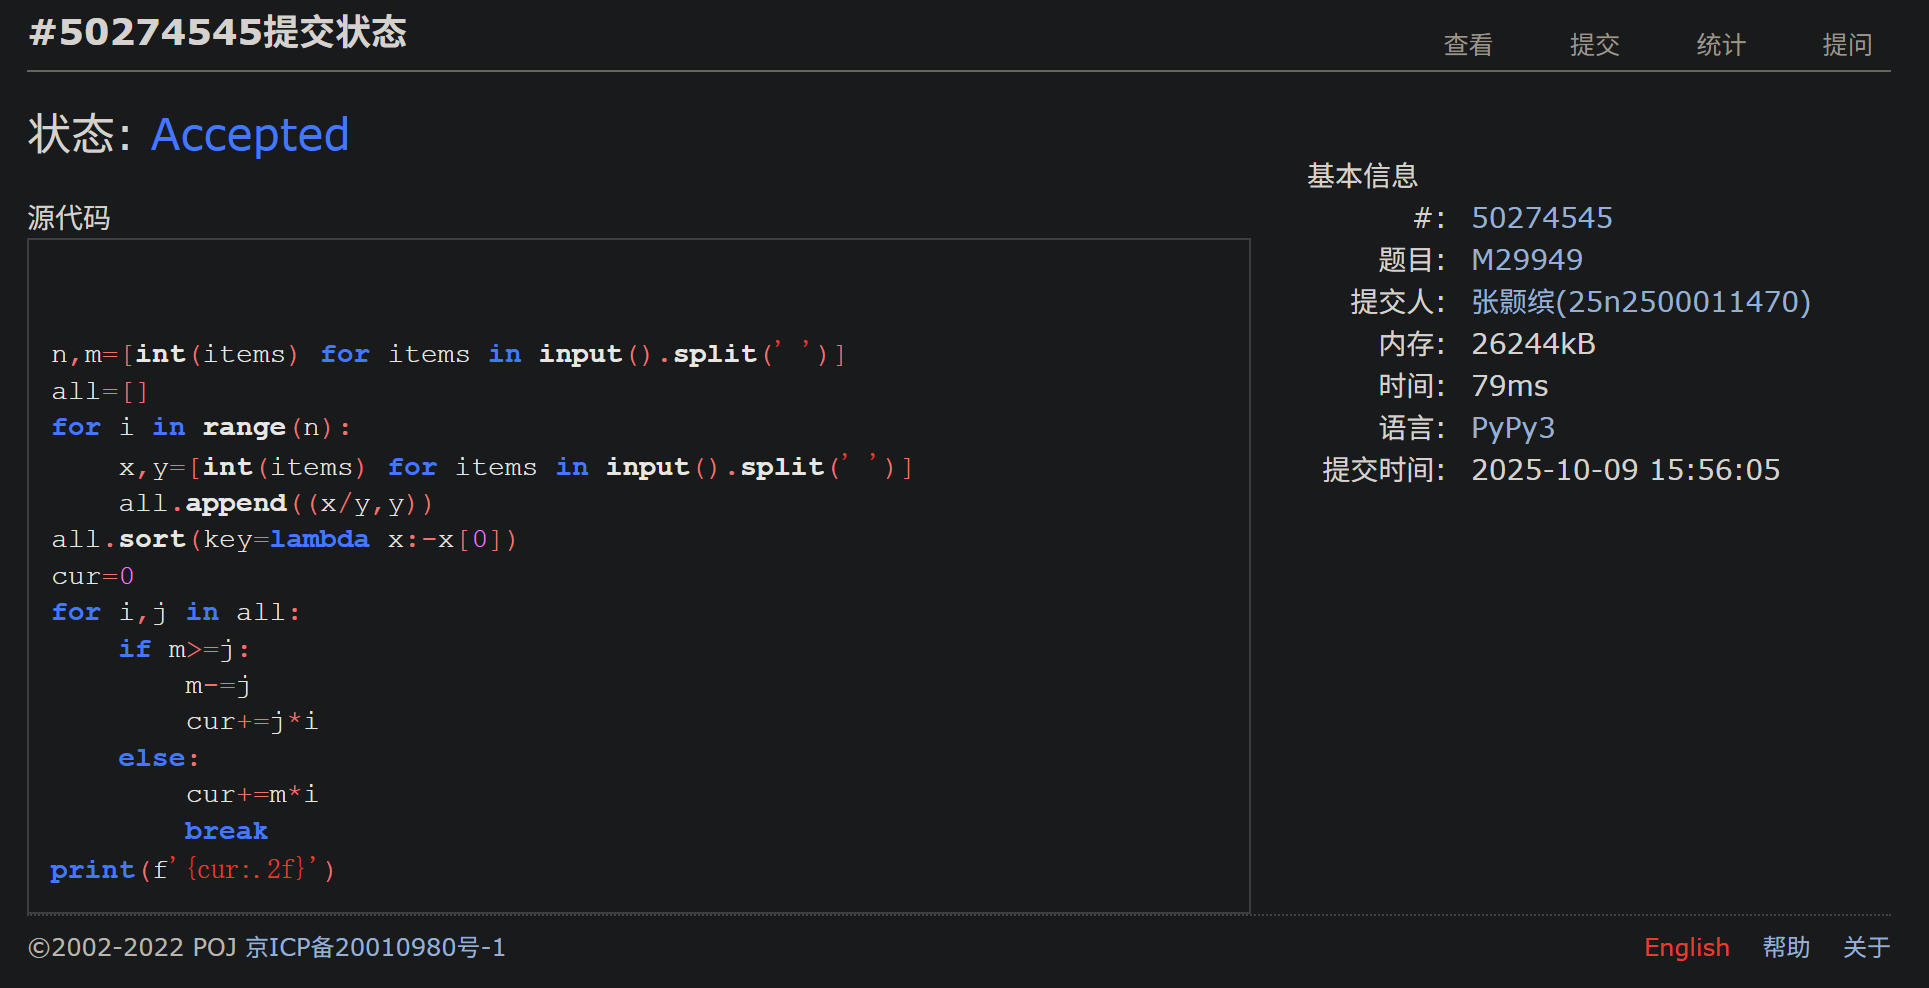 #50274545提交状态
查看 提交 统计 提问
状态: Accepted
源代码
n,m=[int(items) for items in input().split(' ')]
all=[]
for i in range(n):
    x,y=[int(items) for items in input().split(' ')]
    all.append((x/y,y))
all.sort(key=lambda x:-x[0])
cur=0
for i,j in all:
    if m>=j:
        m-=j
        cur+=j*i
    else:
        cur+=m*i
        break
print(f'{cur:.2f}')
基本信息
#: 50274545
题目: M29949
提交人: 张颢缤(25n2500011470)
内存: 26244kB
时间: 79ms
语言: PyPy3
提交时间: 2025-10-09 15:56:05
©2002-2022 POJ 京ICP备20010980号-1
English 帮助 关于